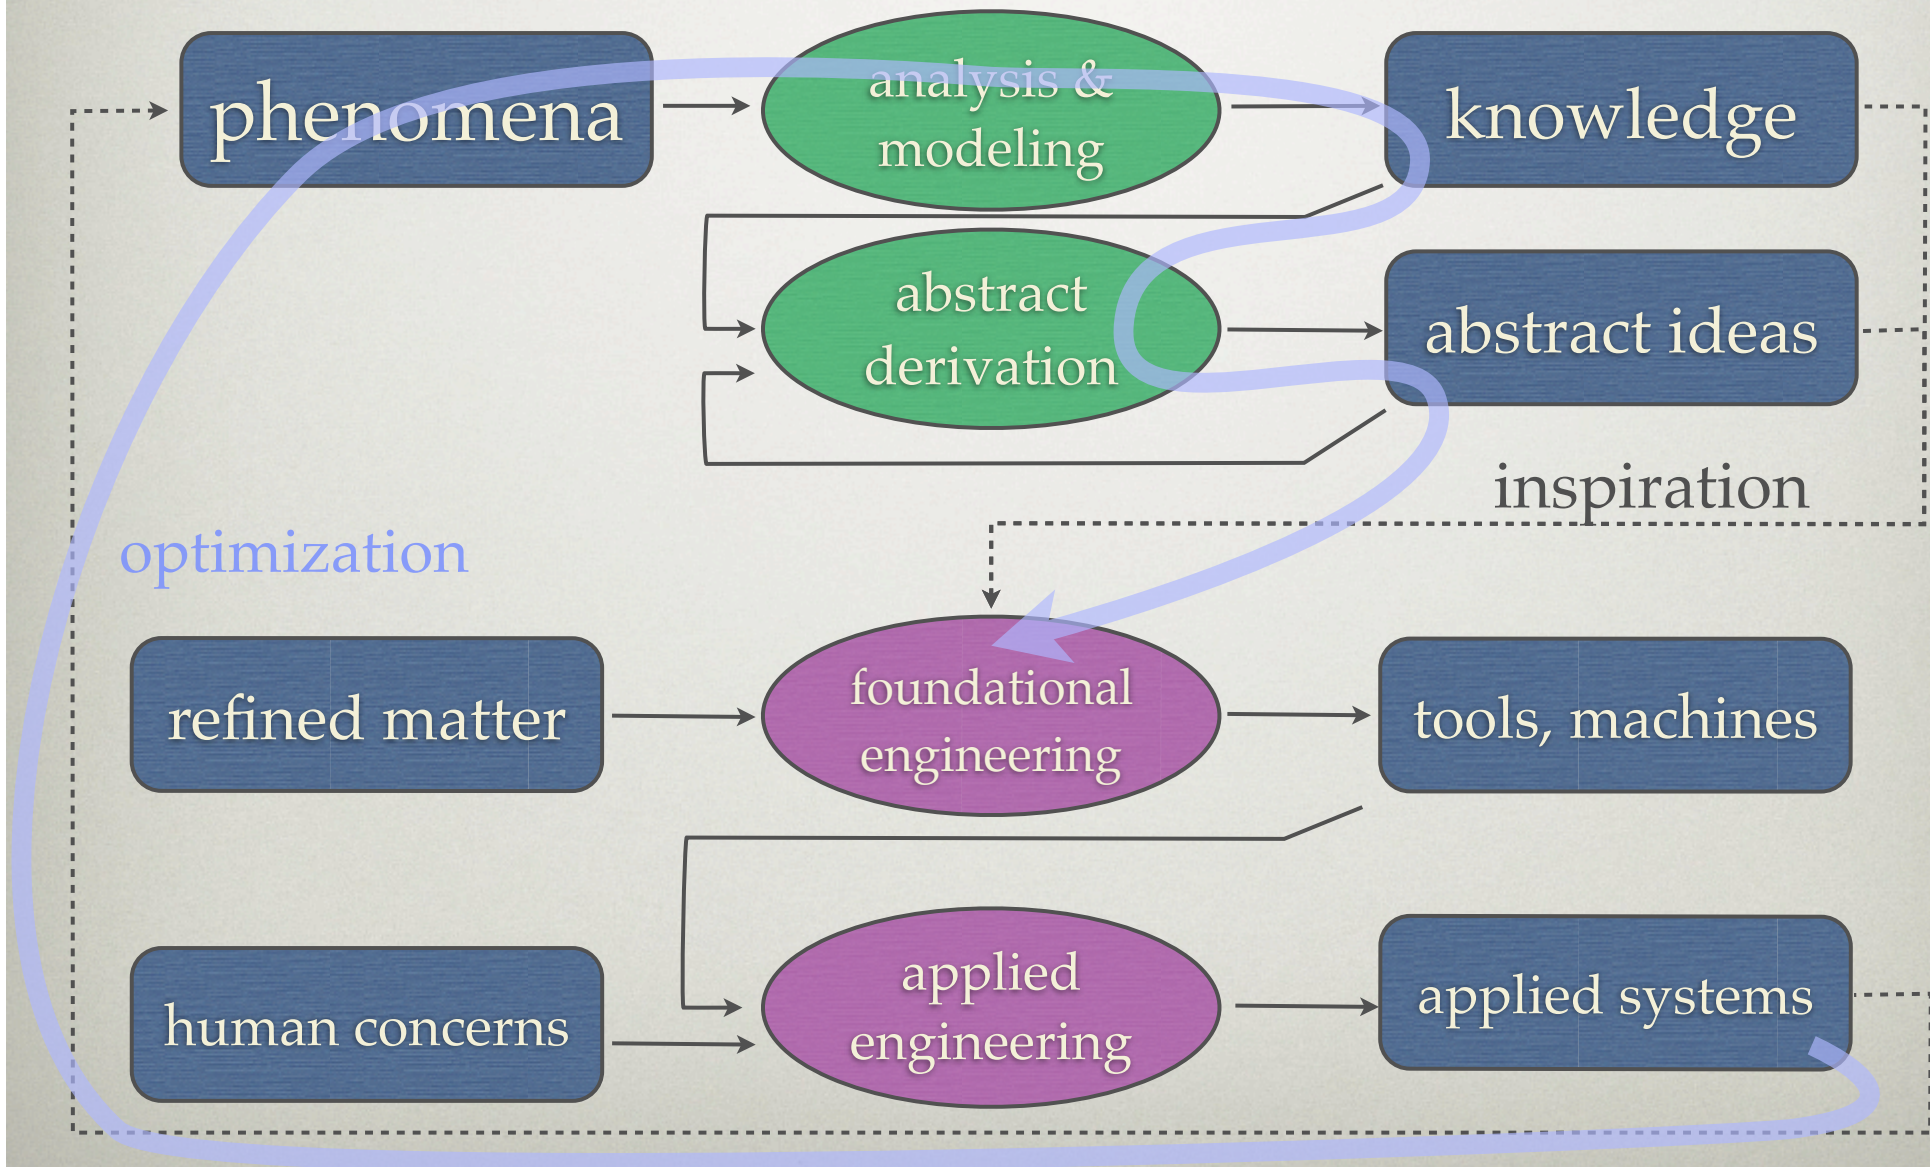 phenomena
analysis &
modeling
knowledge
abstract
derivation
abstract ideas
inspiration
optimization
refined matter
foundational
engineering
tools, machines
human concerns
applied
engineering
applied systems